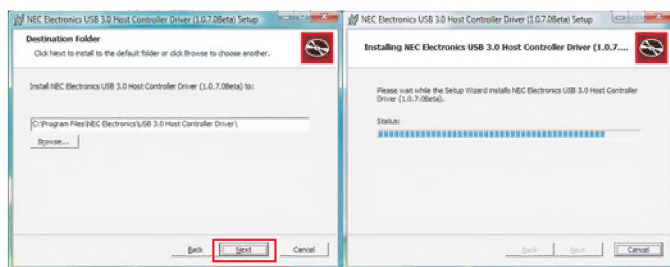 NEC Electronics USB 3.0 Host Controller Driver (1.0.7.0Beta) Setup
Destination Folder
Click Next to install to the default folder or click Browse to choose another.
Install NEC Electronics USB 3.0 Host Controller Driver (1.0.7.0Beta) to:
C:\Program Files\NEC Electronics\USB 3.0 Host Controller Driver\
Browse...
Back Next Cancel
NEC Electronics USB 3.0 Host Controller Driver (1.0.7.0Beta) Setup
Installing NEC Electronics USB 3.0 Host Controller Driver (1.0.7....
Please wait while the Setup Wizard installs NEC Electronics USB 3.0 Host Controller
Driver (1.0.7.0Beta).
Status:
Back Next Cancel